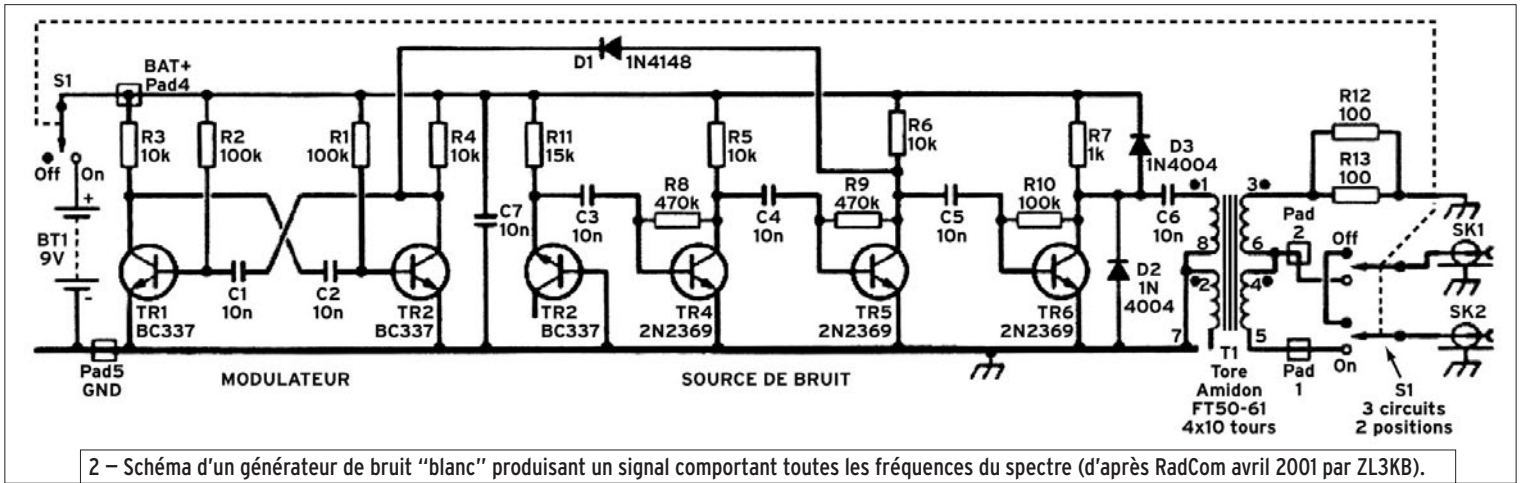 D1
1N4148
BAT+
Pad4
S1
Off
On
+
BT1
9V
-
R3
10k
R2
100k
R1
100k
R4
10k
C7
10n
R11
15k
C3
10n
R8
470k
R5
10k
C4
10n
R9
470k
R6
10k
C5
10n
R10
100k
R7
1k
D3
1N4004
C6
10n
D2
1N
4004
R12
100
R13
100
TR1
BC337
C1
10n
C2
10n
TR2
BC337
TR2
BC337
TR4
2N2369
TR5
2N2369
TR6
2N2369
1
8
2
7
3
6
4
5
Pad
2
Off
SK1
SK2
On
Pad
1
T1
Tore
Amidon
FT50-61
4x10 tours
S1
3 circuits
2 positions
Pad5
GND
MODULATEUR
SOURCE DE BRUIT
2 – Schéma d'un générateur de bruit “blanc” produisant un signal comportant toutes les fréquences du spectre (d'après RadCom avril 2001 par ZL3KB).